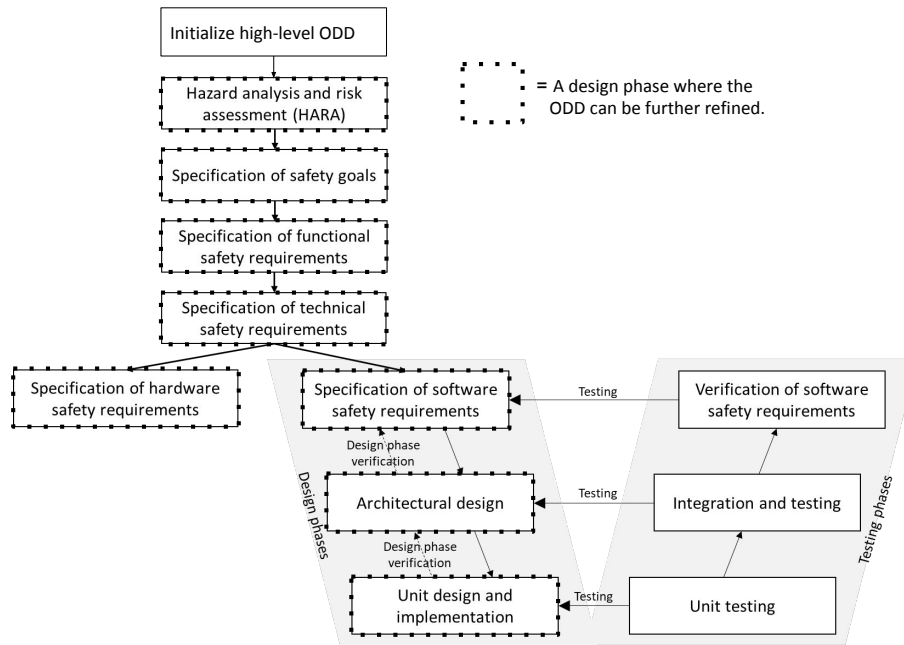 Initialize high-level ODD
Hazard analysis and risk
assessment (HARA)
= A design phase where the
ODD can be further refined.
Specification of safety goals
Specification of functional
safety requirements
Specification of technical
safety requirements
Specification of hardware
safety requirements
Specification of software
safety requirements
Testing
Verification of software
safety requirements
Design phase
verification
Design phases
Architectural design
Testing
Integration and testing
Testing phases
Design phase
verification
Unit design and
implementation
Testing
Unit testing